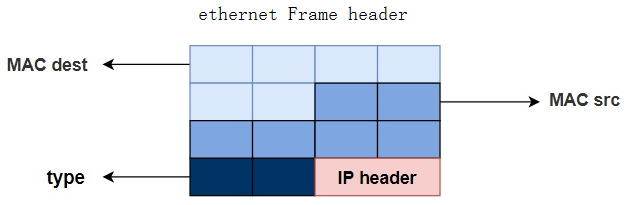 ethernet Frame header
MAC dest
MAC src
type
IP header